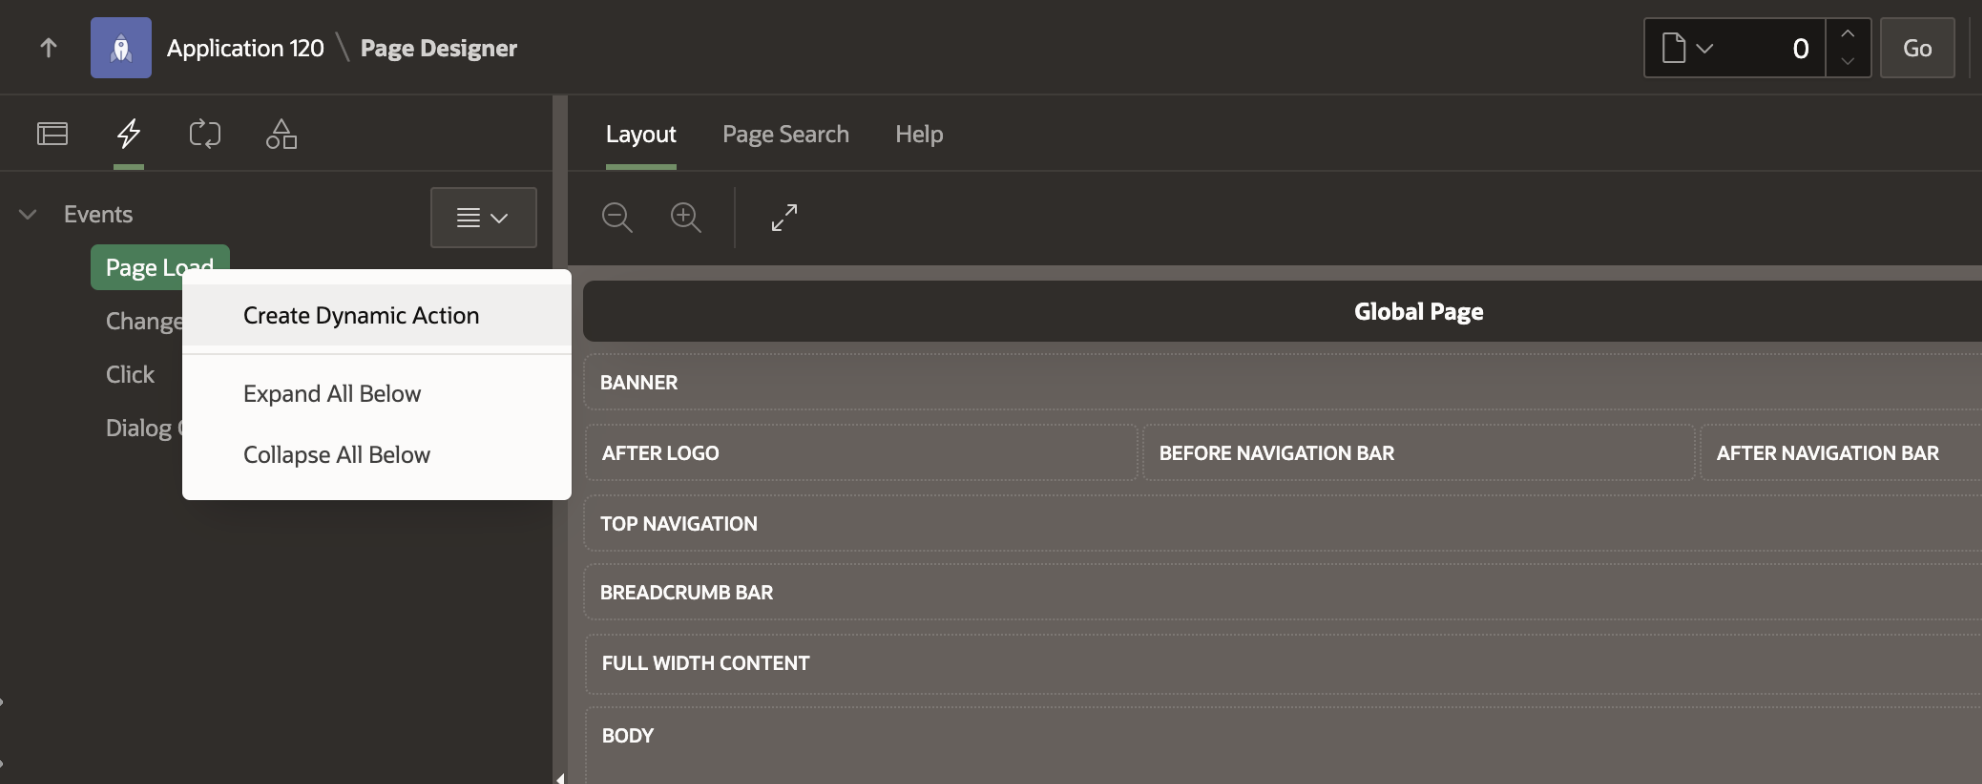 Application 120 \ Page Designer
0
Go
Layout
Page Search
Help
Events
Page Load
Change
Click
Dialog
Create Dynamic Action
Expand All Below
Collapse All Below
Global Page
BANNER
AFTER LOGO
BEFORE NAVIGATION BAR
AFTER NAVIGATION BAR
TOP NAVIGATION
BREADCRUMB BAR
FULL WIDTH CONTENT
BODY